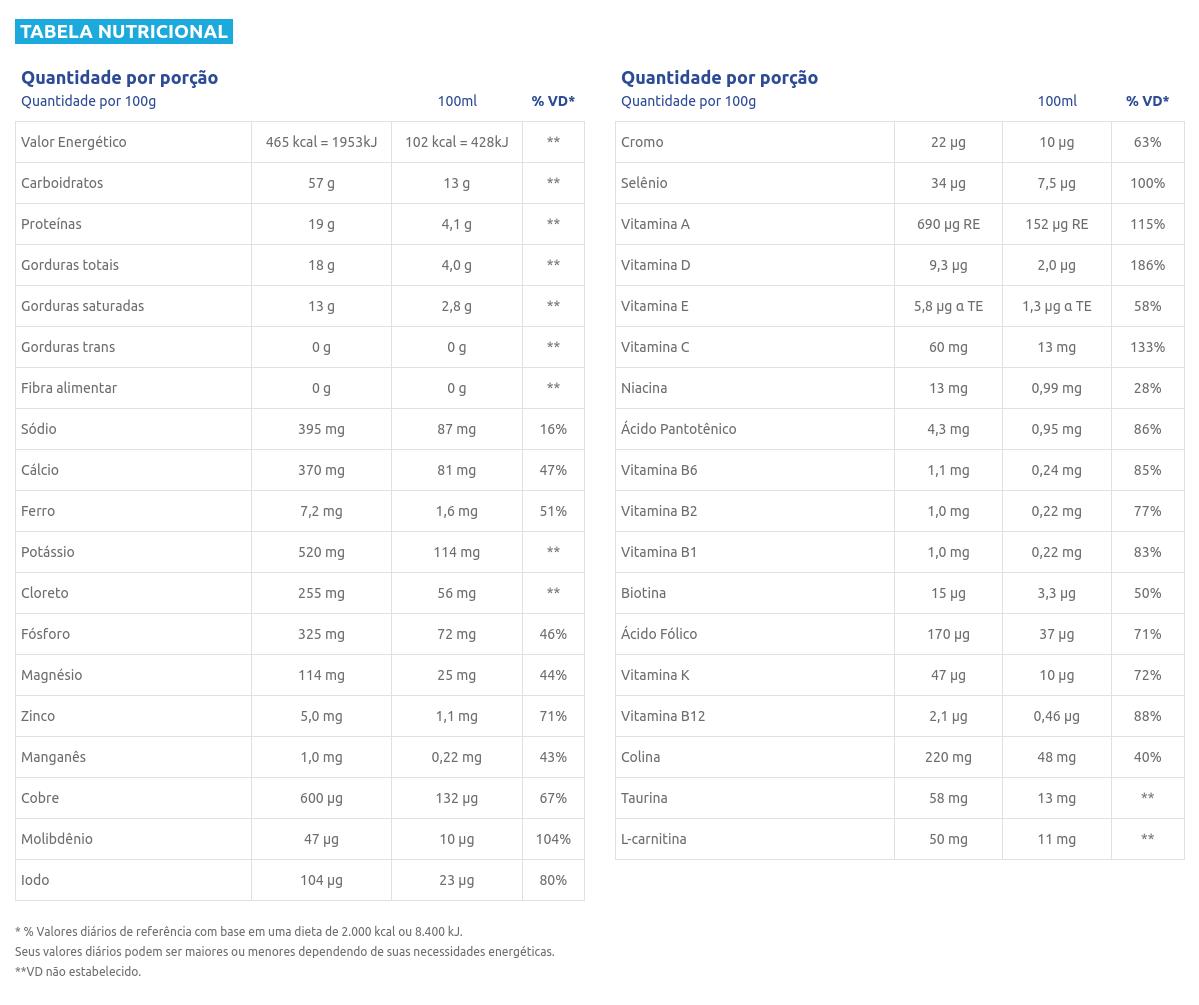 TABELA NUTRICIONAL
Quantidade por porção
Quantidade por 100g 100ml % VD*
Valor Energético 465 kcal = 1953kJ 102 kcal = 428kJ **
Carboidratos 57 g 13 g **
Proteínas 19 g 4,1 g **
Gorduras totais 18 g 4,0 g **
Gorduras saturadas 13 g 2,8 g **
Gorduras trans 0 g 0 g **
Fibra alimentar 0 g 0 g **
Sódio 395 mg 87 mg 16%
Cálcio 370 mg 81 mg 47%
Ferro 7,2 mg 1,6 mg 51%
Potássio 520 mg 114 mg **
Cloreto 255 mg 56 mg **
Fósforo 325 mg 72 mg 46%
Magnésio 114 mg 25 mg 44%
Zinco 5,0 mg 1,1 mg 71%
Manganês 1,0 mg 0,22 mg 43%
Cobre 600 µg 132 µg 67%
Molibdênio 47 µg 10 µg 104%
Iodo 104 µg 23 µg 80%
Quantidade por porção
Quantidade por 100g 100ml % VD*
Cromo 22 µg 10 µg 63%
Selênio 34 µg 7,5 µg 100%
Vitamina A 690 µg RE 152 µg RE 115%
Vitamina D 9,3 µg 2,0 µg 186%
Vitamina E 5,8 µg α TE 1,3 µg α TE 58%
Vitamina C 60 mg 13 mg 133%
Niacina 13 mg 0,99 mg 28%
Ácido Pantotênico 4,3 mg 0,95 mg 86%
Vitamina B6 1,1 mg 0,24 mg 85%
Vitamina B2 1,0 mg 0,22 mg 77%
Vitamina B1 1,0 mg 0,22 mg 83%
Biotina 15 µg 3,3 µg 50%
Ácido Fólico 170 µg 37 µg 71%
Vitamina K 47 µg 10 µg 72%
Vitamina B12 2,1 µg 0,46 µg 88%
Colina 220 mg 48 mg 40%
Taurina 58 mg 13 mg **
L-carnitina 50 mg 11 mg **
* % Valores diários de referência com base em uma dieta de 2.000 kcal ou 8.400 kJ.
Seus valores diários podem ser maiores ou menores dependendo de suas necessidades energéticas.
**VD não estabelecido.